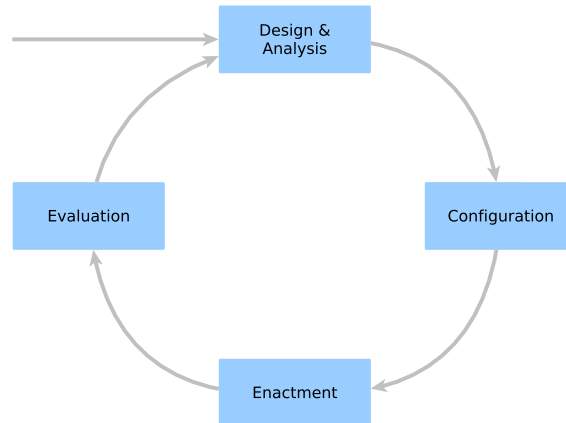 Design &
Analysis
Evaluation
Configuration
Enactment